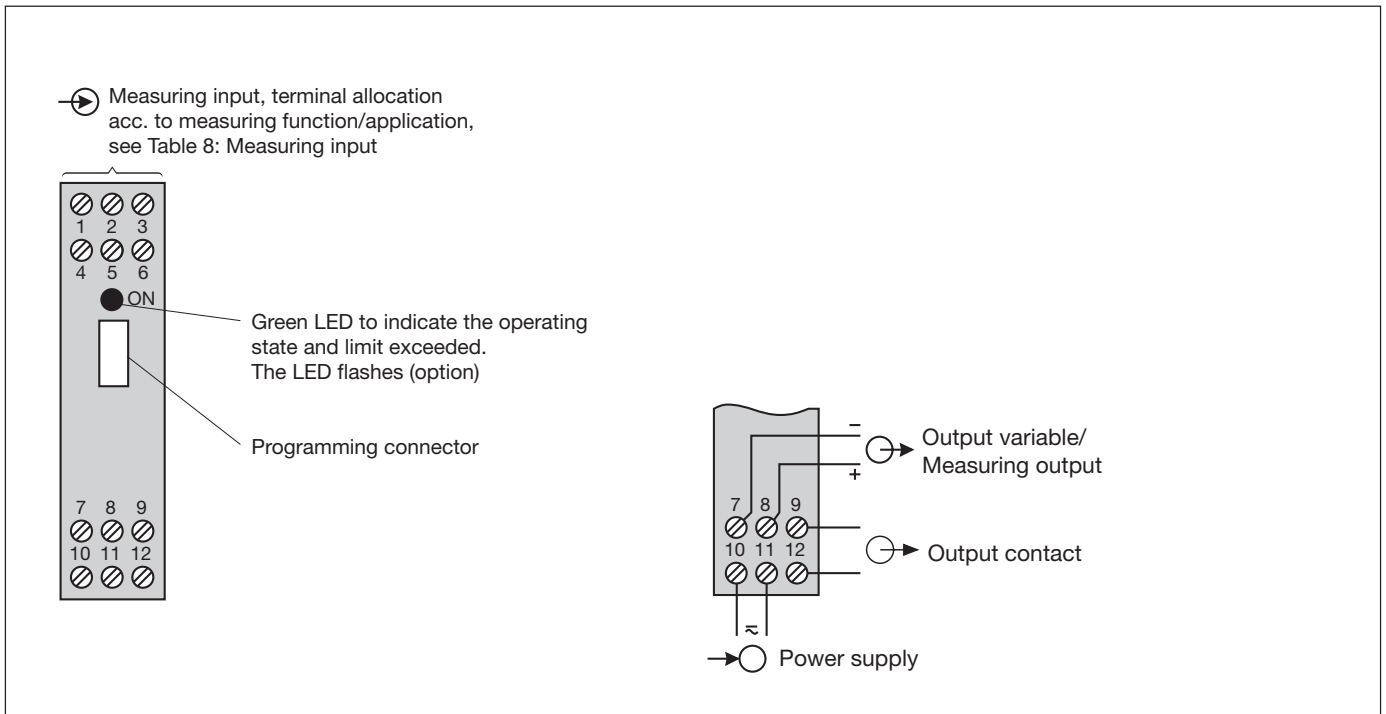 Measuring input, terminal allocation
acc. to measuring function/application,
see Table 8: Measuring input
1 2 3
4 5 6
ON
Green LED to indicate the operating
state and limit exceeded.
The LED flashes (option)
Programming connector
7 8 9
10 11 12
–
Output variable/
Measuring output
+
7 8 9
10 11 12
Output contact
Power supply